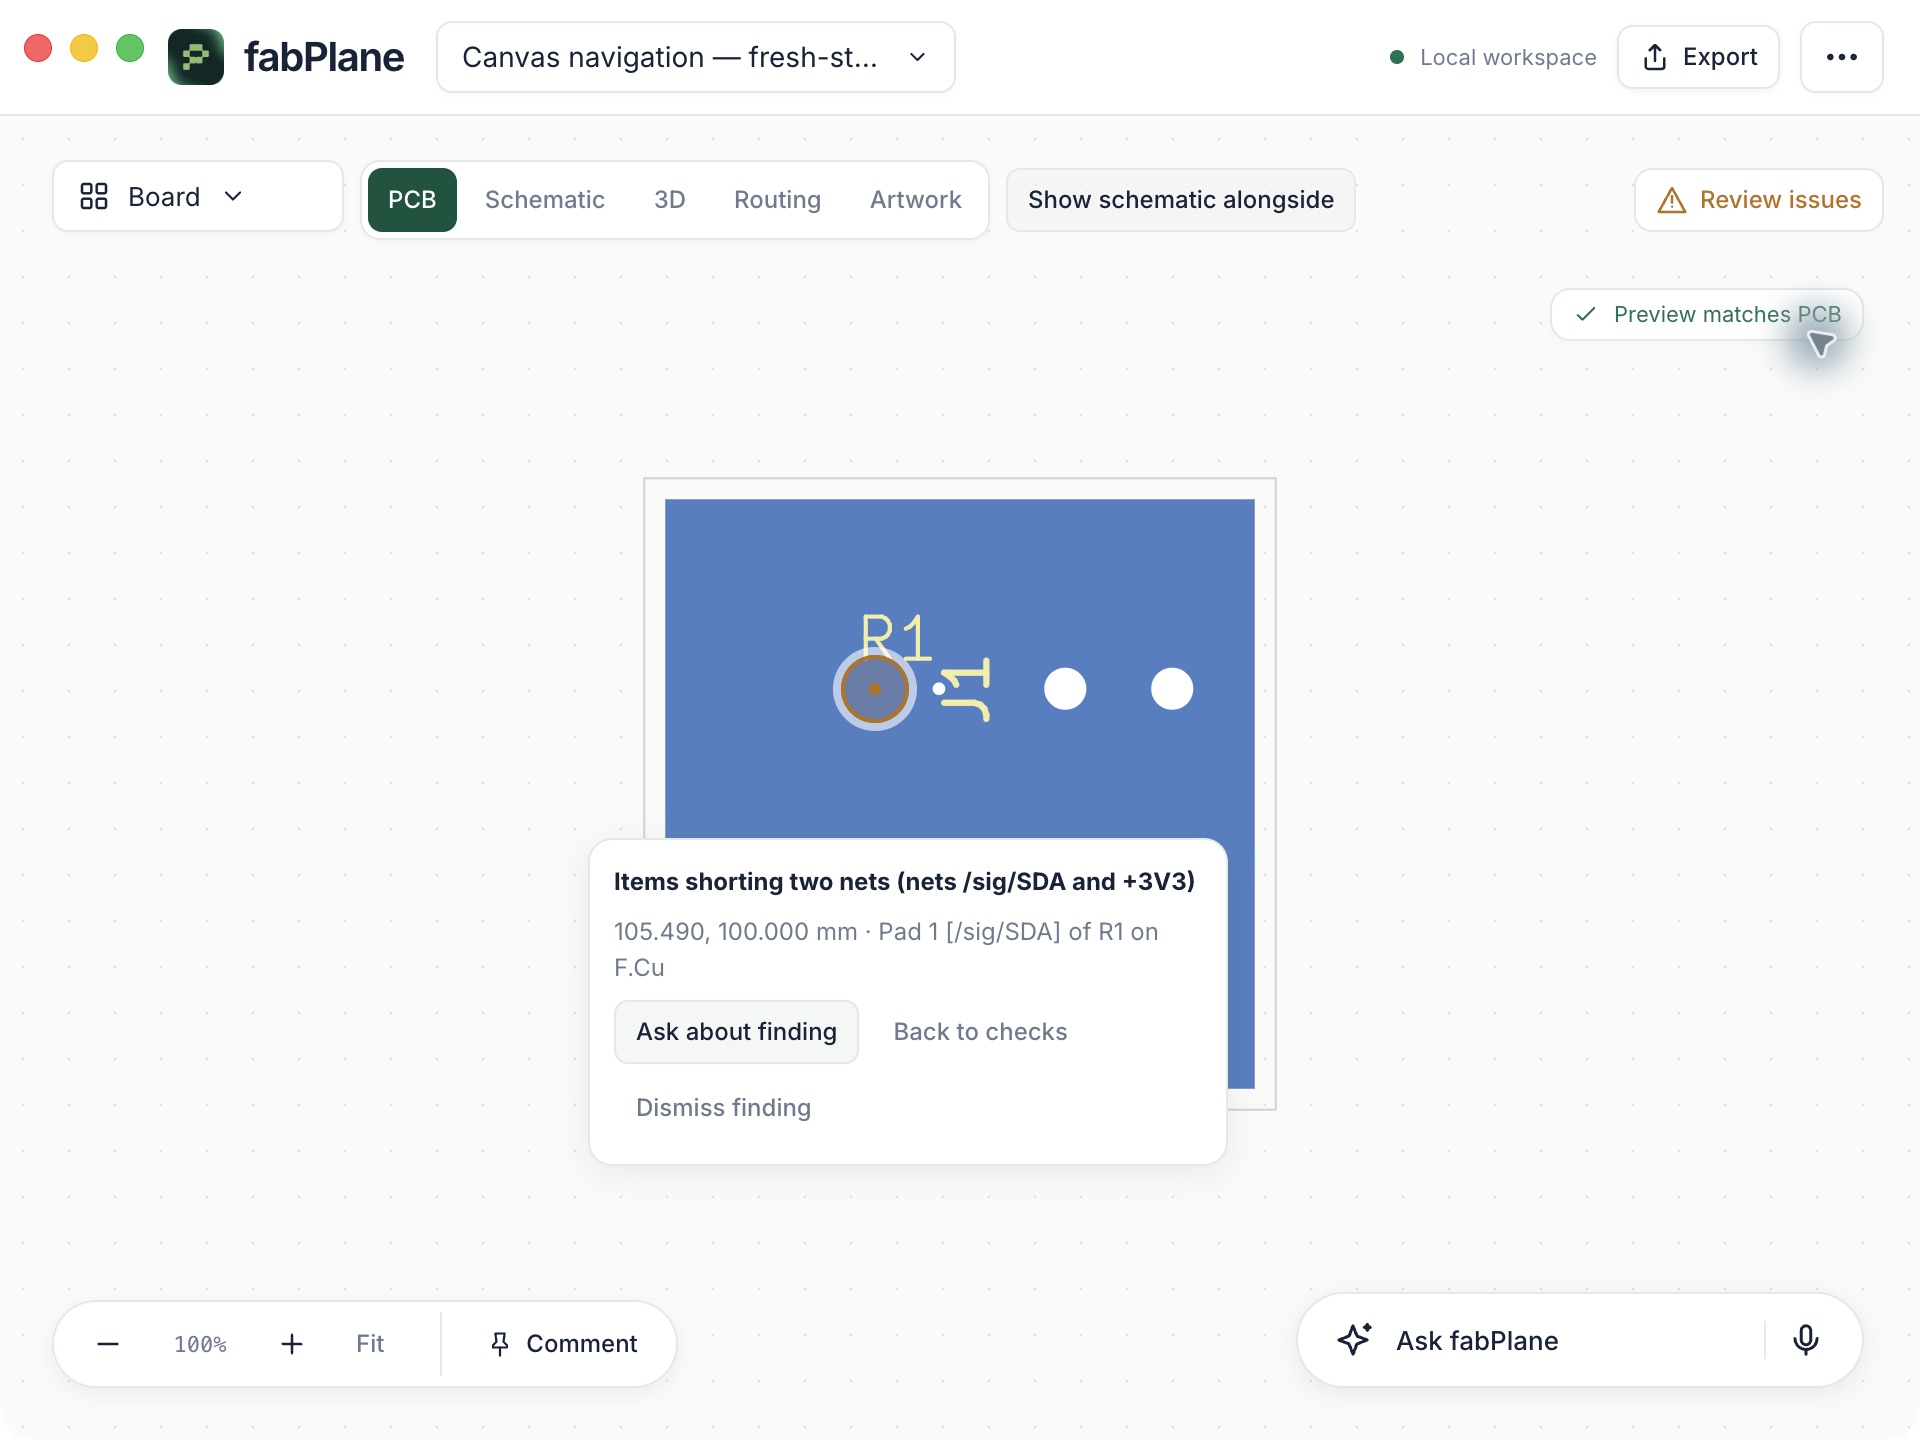 fabPlane
Canvas navigation — fresh-st...
Local workspace
Export
Board
PCB
Schematic
3D
Routing
Artwork
Show schematic alongside
Review issues
Preview matches PCB
R1
J1
Items shorting two nets (nets /sig/SDA and +3V3)
105.490, 100.000 mm · Pad 1 [/sig/SDA] of R1 on
F.Cu
Ask about finding
Back to checks
Dismiss finding
100%
Fit
Comment
Ask fabPlane